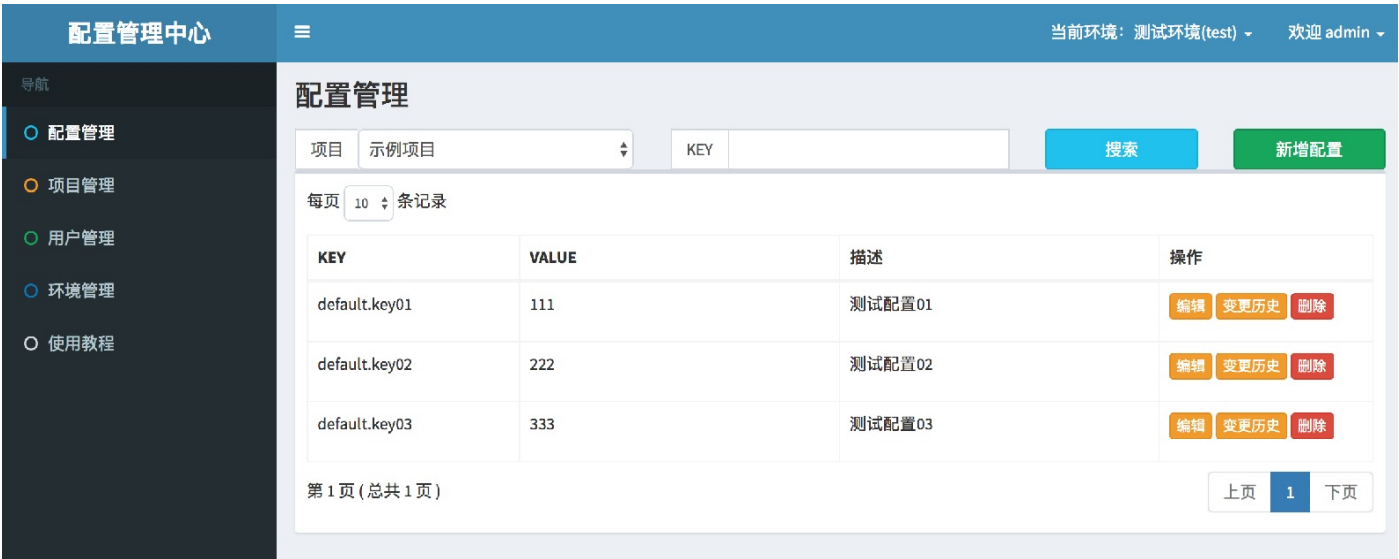 配置管理中心
当前环境：测试环境(test) 欢迎 admin
导航
配置管理
项目管理
用户管理
环境管理
使用教程
配置管理
项目 示例项目 KEY 搜索 新增配置
每页 10 条记录
KEY VALUE 描述 操作
default.key01 111 测试配置01 编辑 变更历史 删除
default.key02 222 测试配置02 编辑 变更历史 删除
default.key03 333 测试配置03 编辑 变更历史 删除
第 1 页 ( 总共 1 页 ) 上页 1 下页